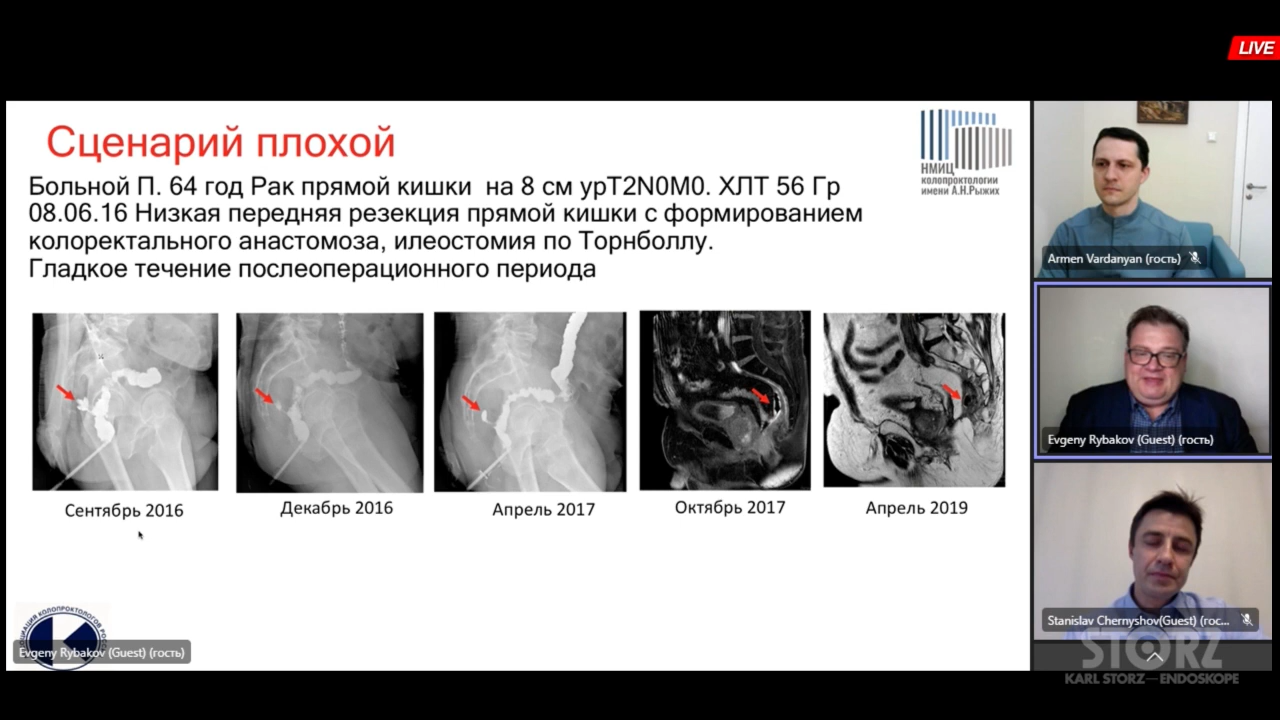 LIVE
Сценарий плохой
НМИЦ
колопроктологии
имени А.Н.Рыжих
Больной П. 64 год Рак прямой кишки на 8 см урТ2N0M0. ХЛТ 56 Гр
08.06.16 Низкая передняя резекция прямой кишки с формированием
колоректального анастомоза, илеостомия по Торнболлу.
Гладкое течение послеоперационного периода
Сентябрь 2016
Декабрь 2016
Апрель 2017
Октябрь 2017
Апрель 2019
Evgeny Rybakov (Guest) (гость)
Armen Vardanyan (гость)
Evgeny Rybakov (Guest) (гость)
Stanislav Chernyshov(Guest) (гос...
STORZ
KARL STORZ—ENDOSKOPE